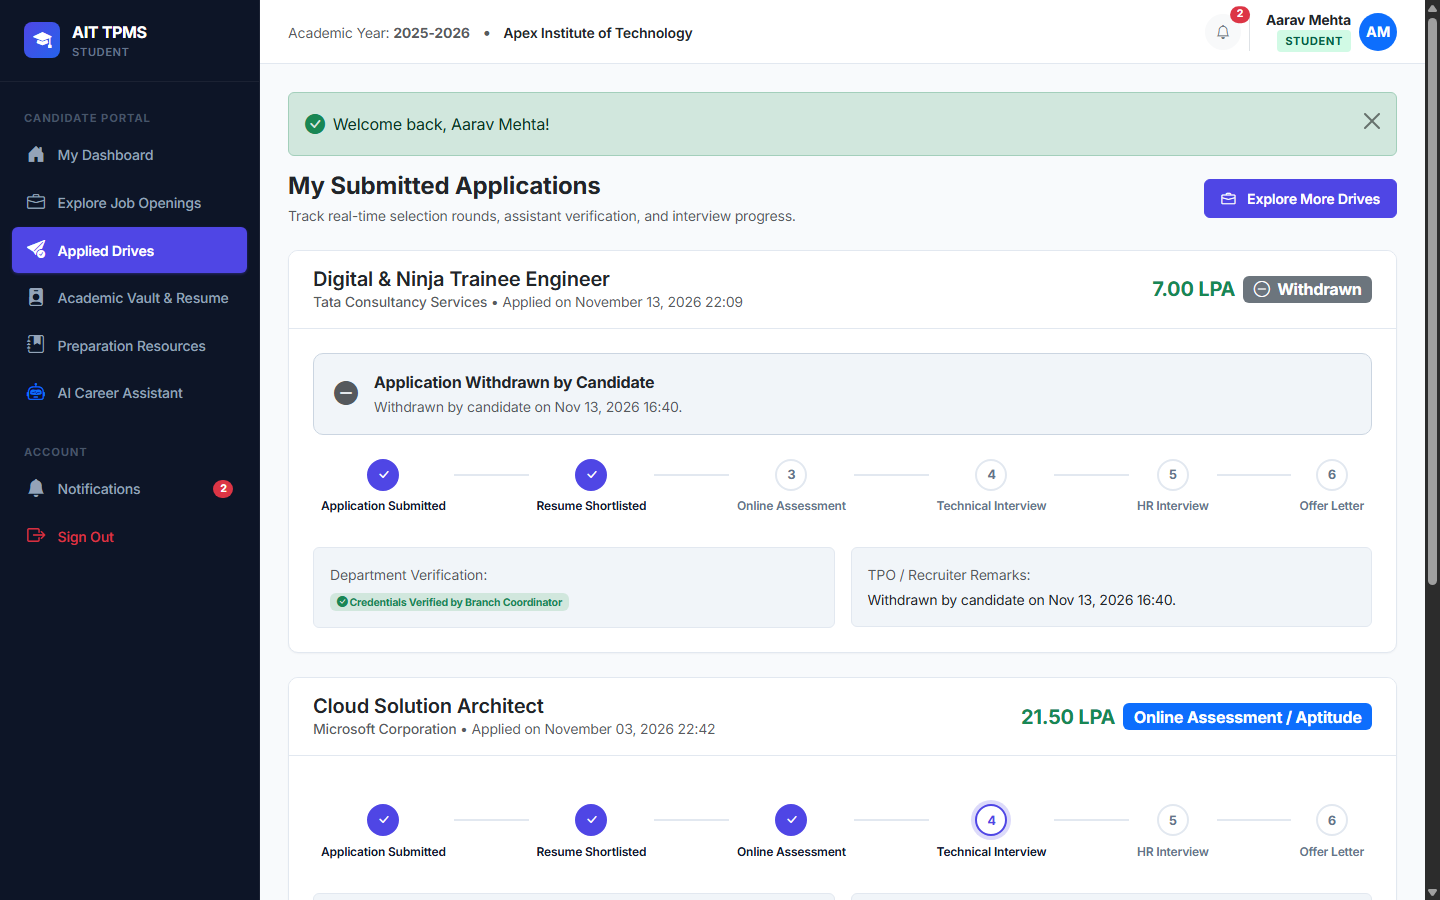 AIT TPMS
STUDENT
CANDIDATE PORTAL
My Dashboard
Explore Job Openings
Applied Drives
Academic Vault & Resume
Preparation Resources
AI Career Assistant
ACCOUNT
Notifications 2
Sign Out
Academic Year: 2025-2026 • Apex Institute of Technology
2
Aarav Mehta
STUDENT
AM
Welcome back, Aarav Mehta!
My Submitted Applications
Track real-time selection rounds, assistant verification, and interview progress.
Explore More Drives
Digital & Ninja Trainee Engineer
Tata Consultancy Services • Applied on November 13, 2026 22:09
7.00 LPA Withdrawn
Application Withdrawn by Candidate
Withdrawn by candidate on Nov 13, 2026 16:40.
3 4 5 6
Application Submitted Resume Shortlisted Online Assessment Technical Interview HR Interview Offer Letter
Department Verification:
Credentials Verified by Branch Coordinator
TPO / Recruiter Remarks:
Withdrawn by candidate on Nov 13, 2026 16:40.
Cloud Solution Architect
Microsoft Corporation • Applied on November 03, 2026 22:42
21.50 LPA Online Assessment / Aptitude
4 5 6
Application Submitted Resume Shortlisted Online Assessment Technical Interview HR Interview Offer Letter